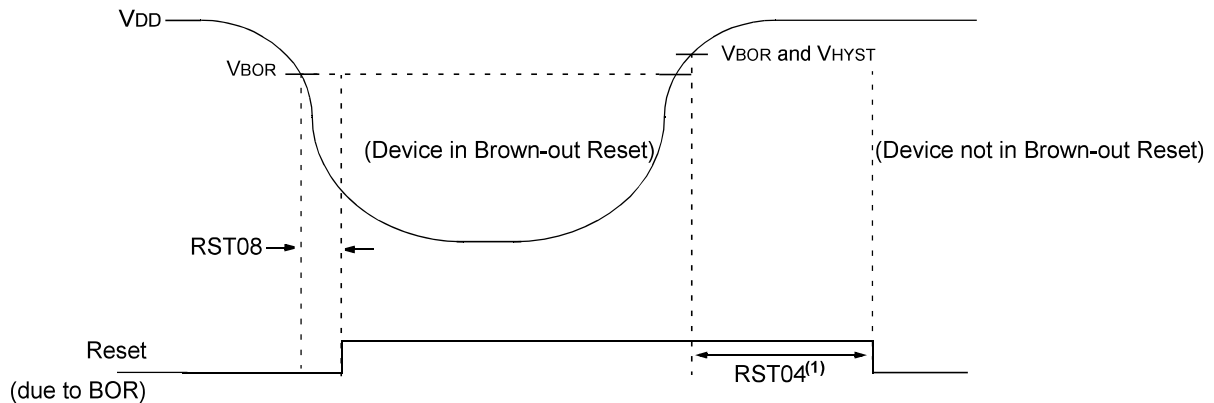 VDD
VBOR
VBOR and VHYST
(Device in Brown-out Reset)
(Device not in Brown-out Reset)
RST08
Reset
(due to BOR)
RST04(1)